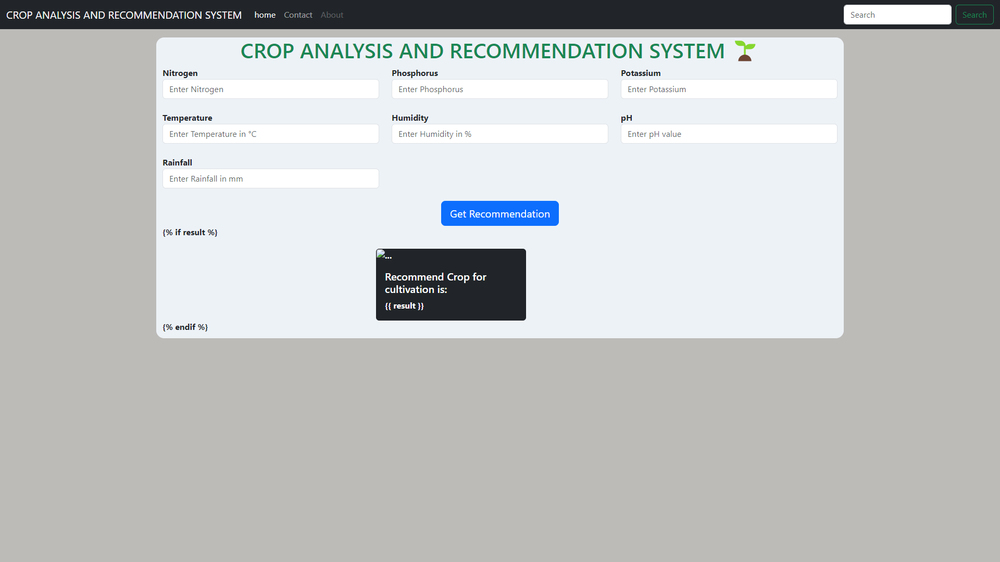 CROP ANALYSIS AND RECOMMENDATION SYSTEM home Contact About Search Search
CROP ANALYSIS AND RECOMMENDATION SYSTEM 🌱
Nitrogen Phosphorus Potassium
Enter Nitrogen Enter Phosphorus Enter Potassium
Temperature Humidity pH
Enter Temperature in °C Enter Humidity in % Enter pH value
Rainfall
Enter Rainfall in mm
Get Recommendation
{% if result %}
...
Recommend Crop for
cultivation is:
{{ result }}
{% endif %}